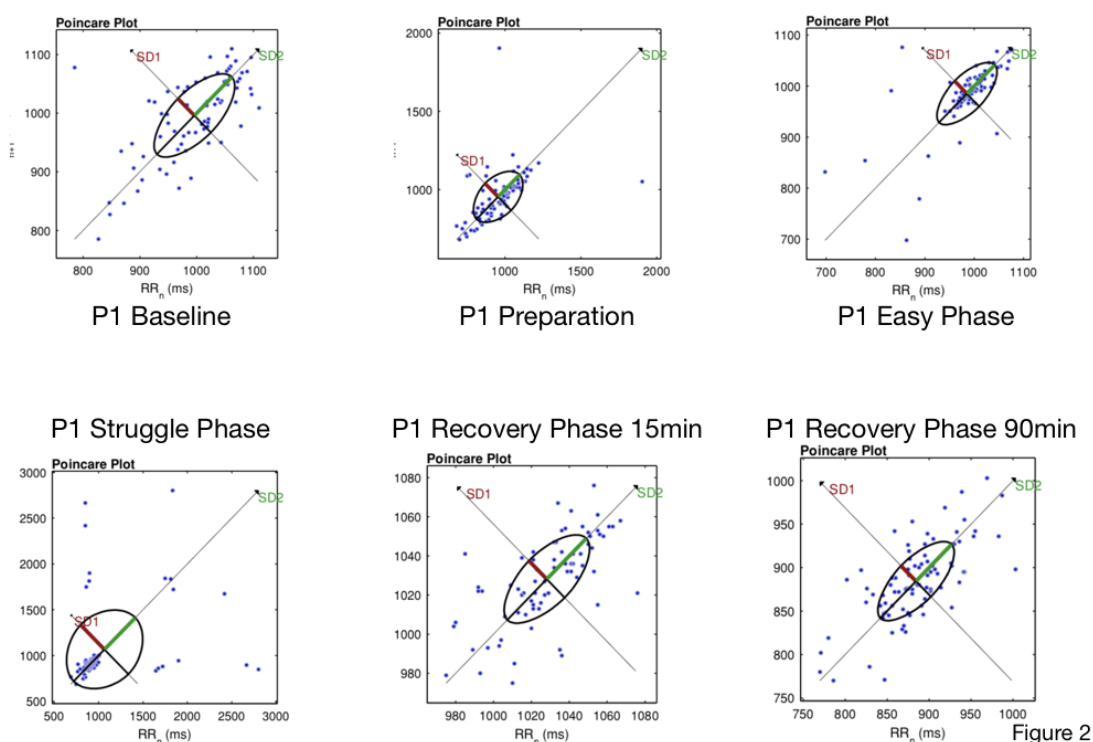 Poincare Plot
SD1
SD2
1100
1000
900
800
800
900
1000
1100
RRn (ms)
P1 Baseline
Poincare Plot
2000
SD1
SD2
1500
1000
1000
1500
2000
RRn (ms)
P1 Preparation
Poincare Plot
SD1
SD2
1100
1000
900
800
700
700
800
900
1000
1100
RRn (ms)
P1 Easy Phase
P1 Struggle Phase
Poincare Plot
3000
SD2
2500
2000
1500
SD1
1000
500
500
1000
1500
2000
2500
3000
RRn (ms)
P1 Recovery Phase 15min
Poincare Plot
SD1
SD2
1080
1060
1040
1020
1000
980
980
1000
1020
1040
1060
1080
RRn (ms)
P1 Recovery Phase 90min
Poincare Plot
SD1
SD2
1000
950
900
850
800
750
750
800
850
900
950
1000
RRn (ms)
Figure 2